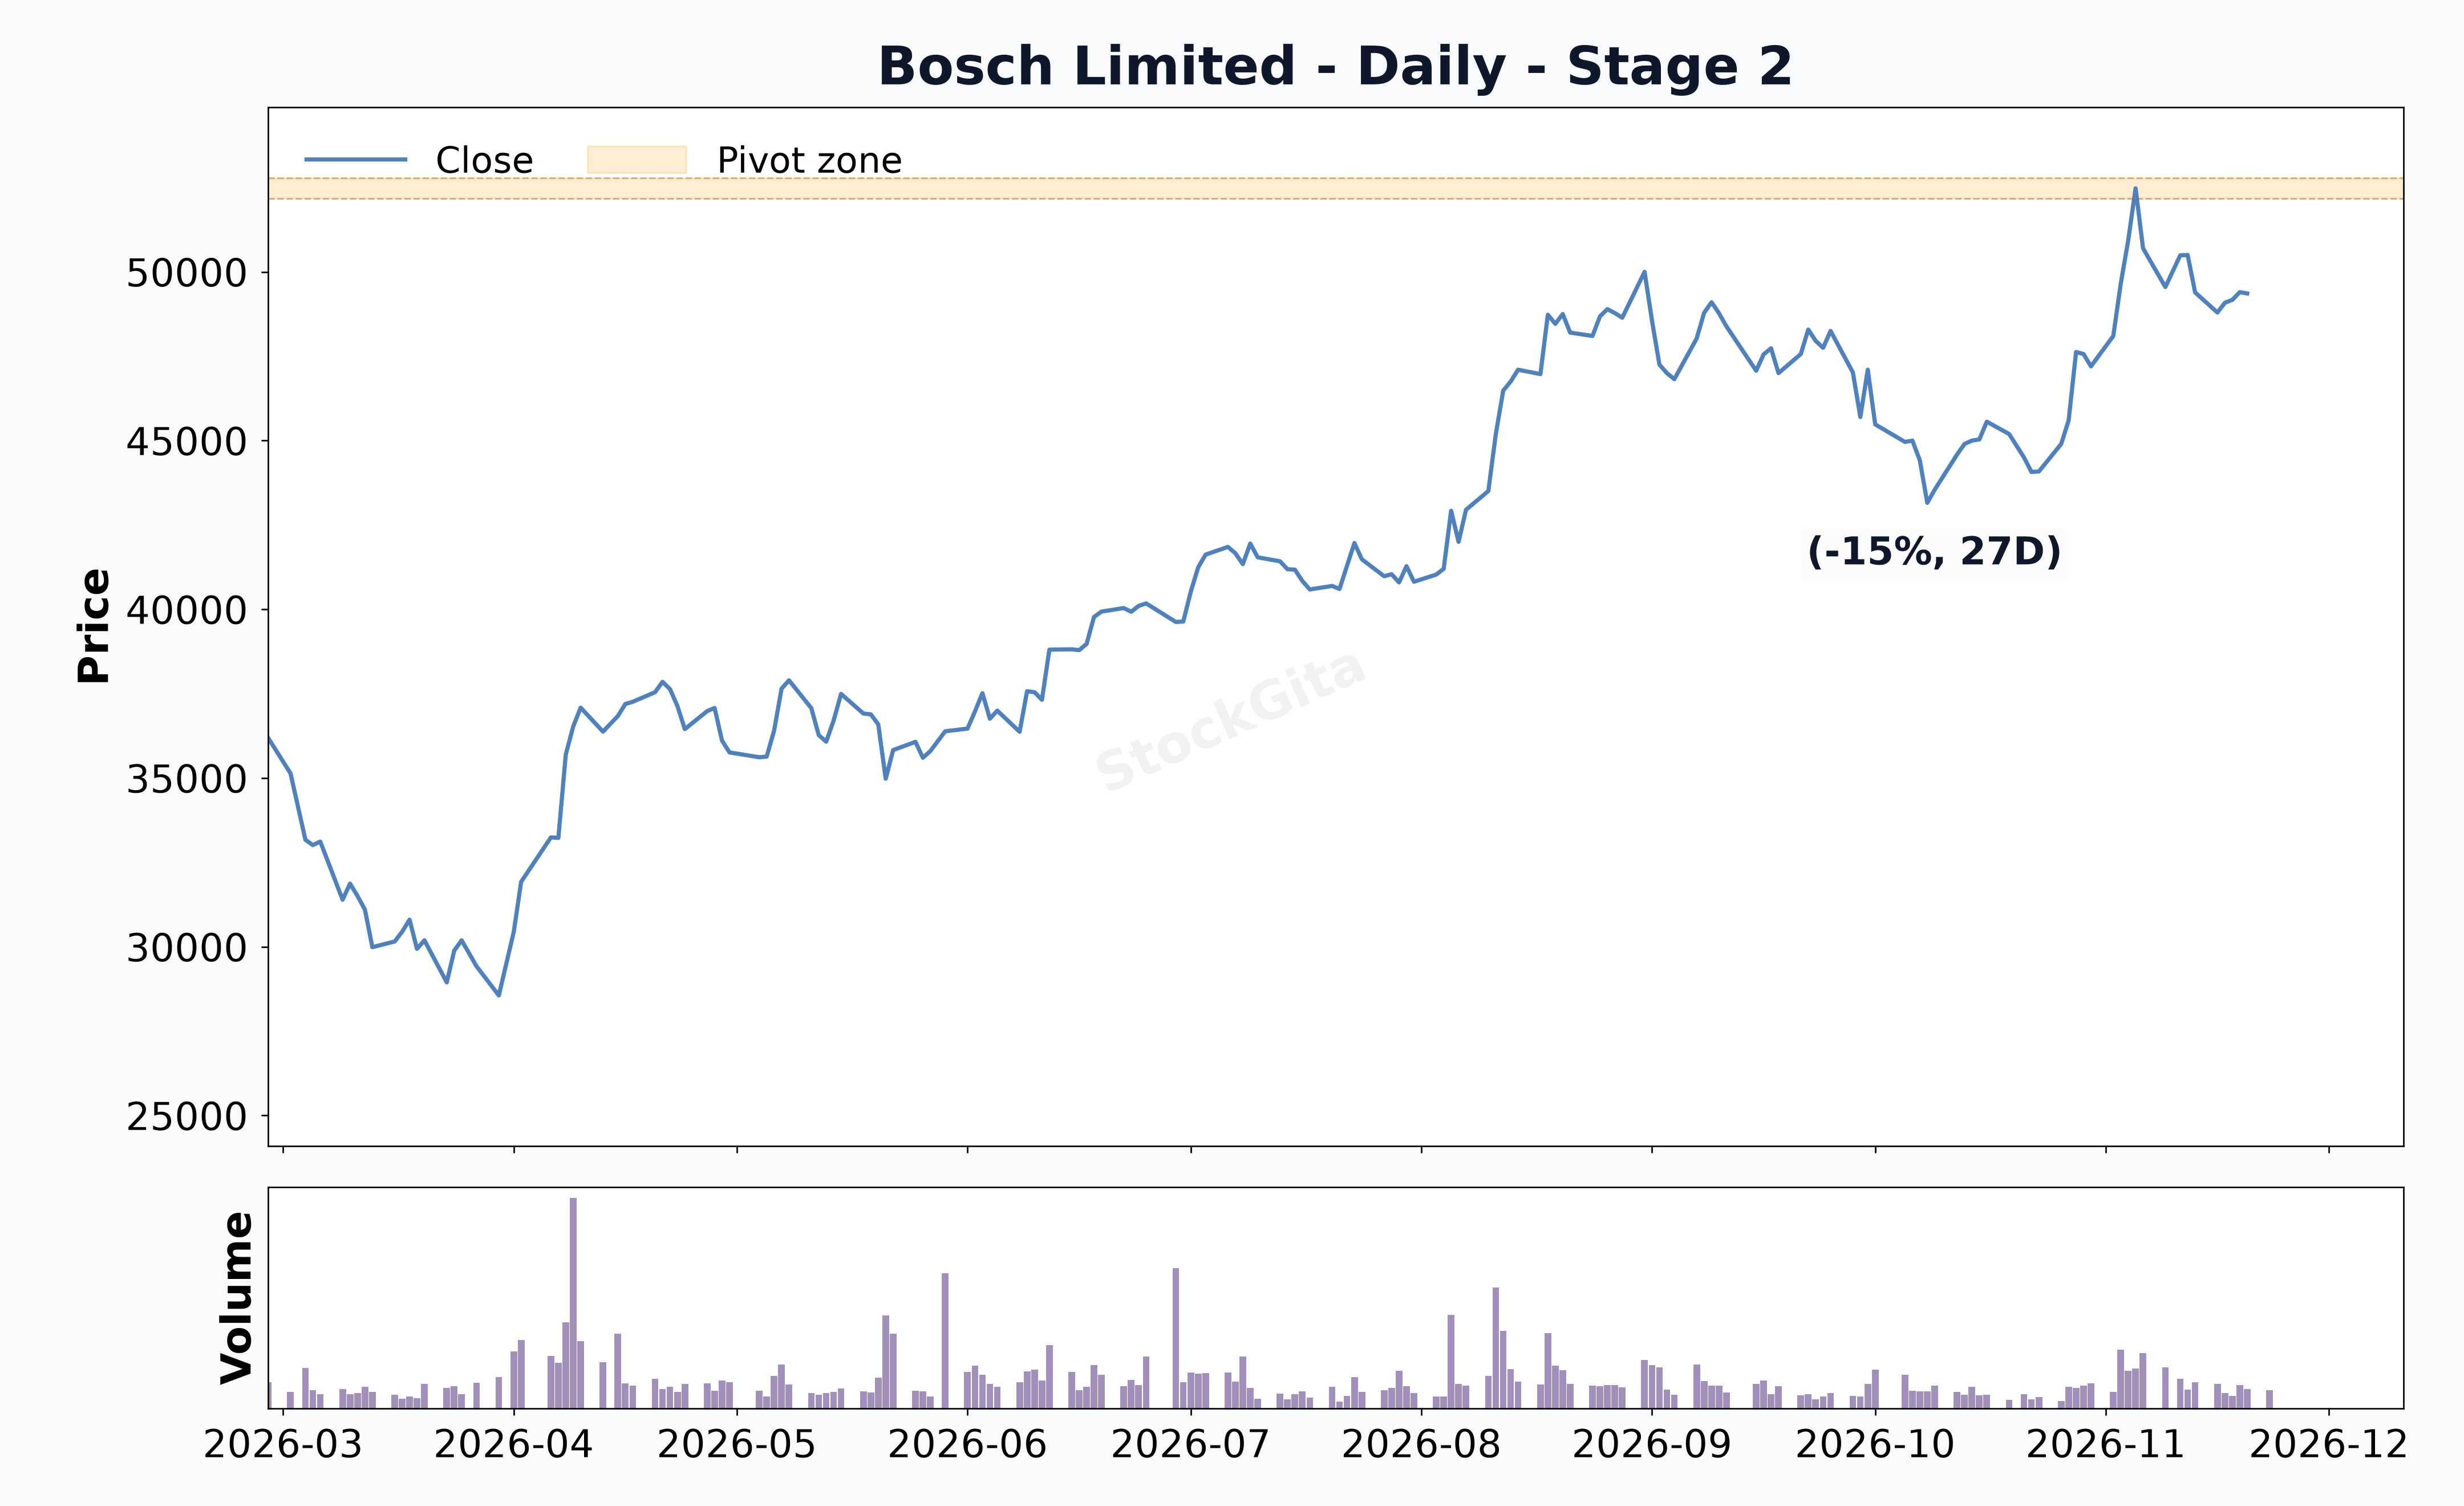 Bosch Limited - Daily - Stage 2
Close
Pivot zone
50000
45000
40000
35000
30000
25000
Price
(-15%, 27D)
StockGita
Volume
2026-03
2026-04
2026-05
2026-06
2026-07
2026-08
2026-09
2026-10
2026-11
2026-12